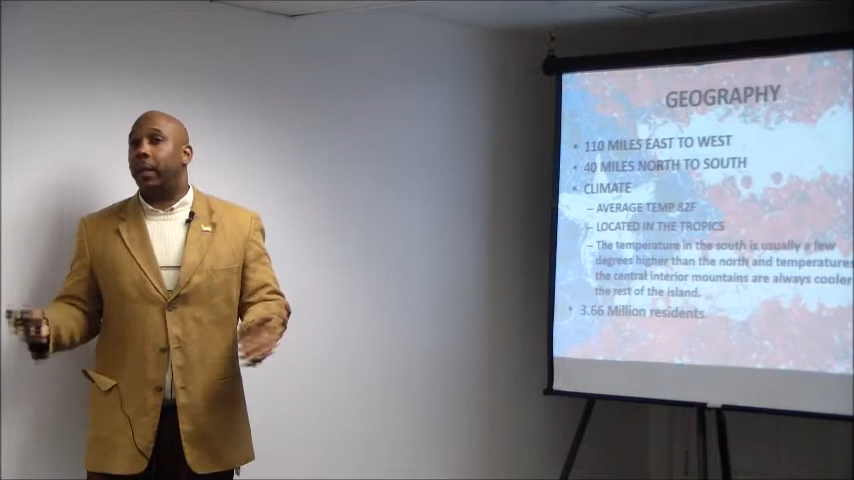 GEOGRAPHY
• 110 MILES EAST TO WEST
• 40 MILES NORTH TO SOUTH
• CLIMATE
– AVERAGE TEMP 82F
– LOCATED IN THE TROPICS
– The temperature in the south is usually a few
degrees higher than the north and temperatures in
the central interior mountains are always cooler than
the rest of the island.
• 3.66 Million residents